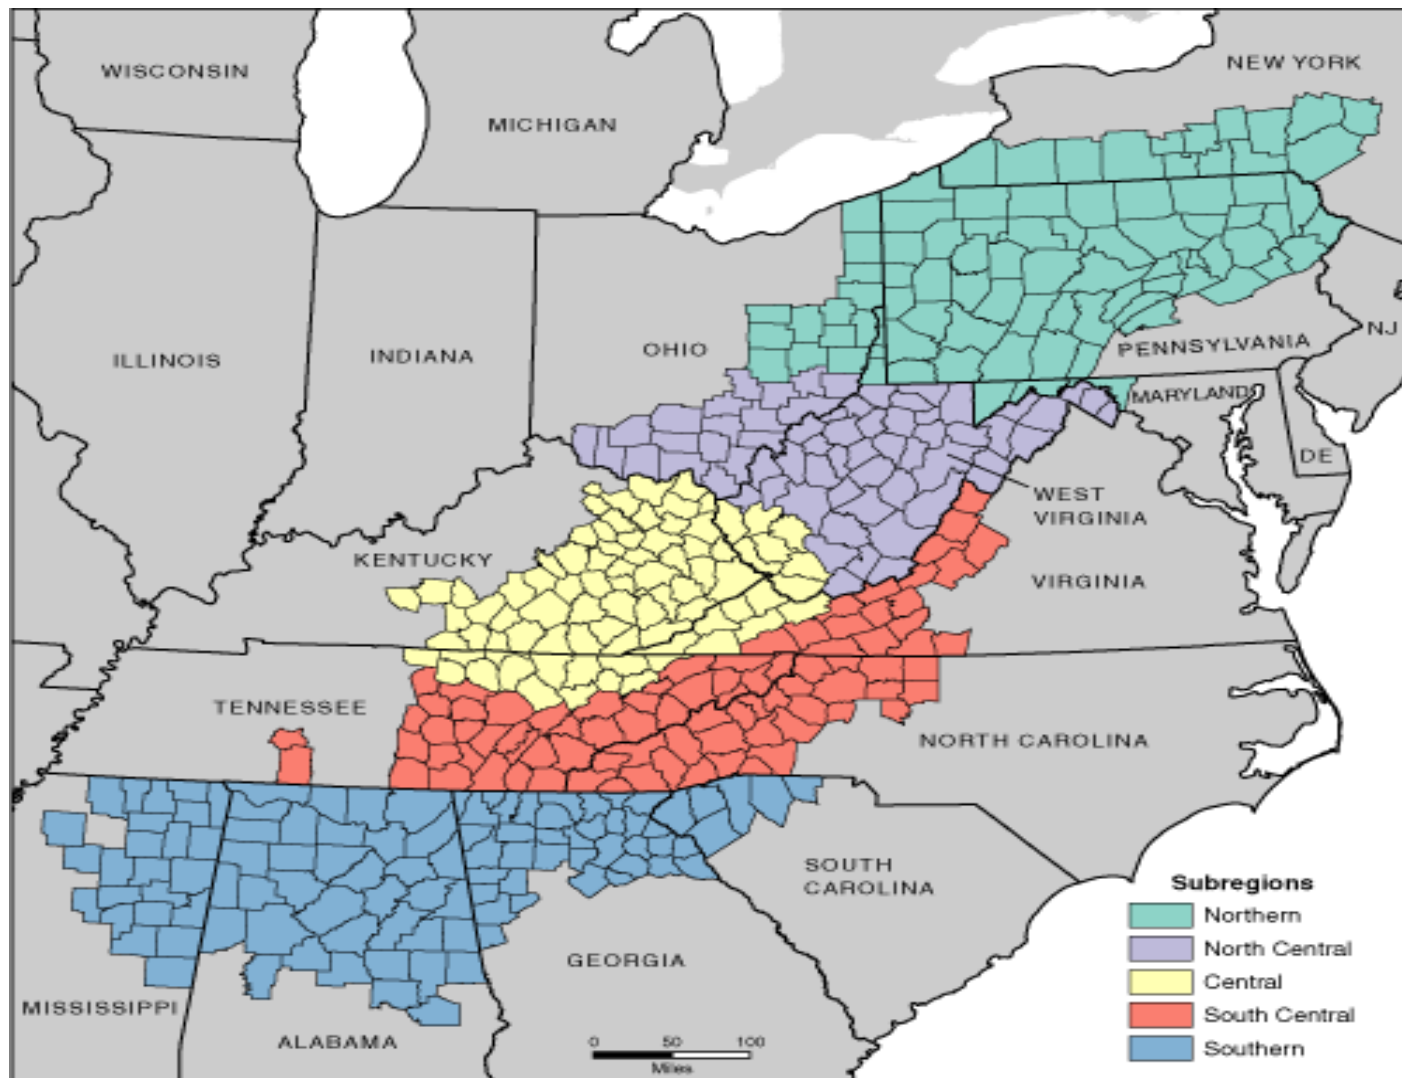 NEW YORK
WISCONSIN
MICHIGAN
NJ
PENNSYLVANIA
OHIO
INDIANA
ILLINOIS
MARYLAND
DE
WEST
VIRGINIA
KENTUCKY
VIRGINIA
TENNESSEE
NORTH CAROLINA
SOUTH
CAROLINA
GEORGIA
MISSISSIPPI
ALABAMA
0 50 100
Miles
Subregions
Northern
North Central
Central
South Central
Southern